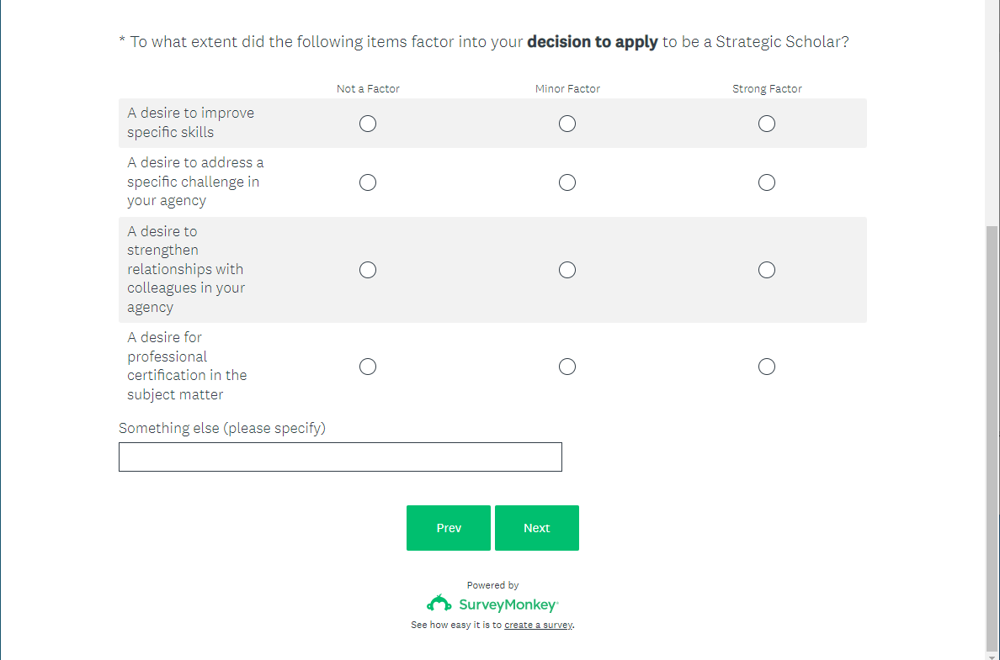 * To what extent did the following items factor into your decision to apply to be a Strategic Scholar?
Not a Factor Minor Factor Strong Factor
A desire to improve
specific skills
A desire to address a
specific challenge in
your agency
A desire to
strengthen
relationships with
colleagues in your
agency
A desire for
professional
certification in the
subject matter
Something else (please specify)
Prev Next
Powered by
SurveyMonkey
See how easy it is to create a survey.